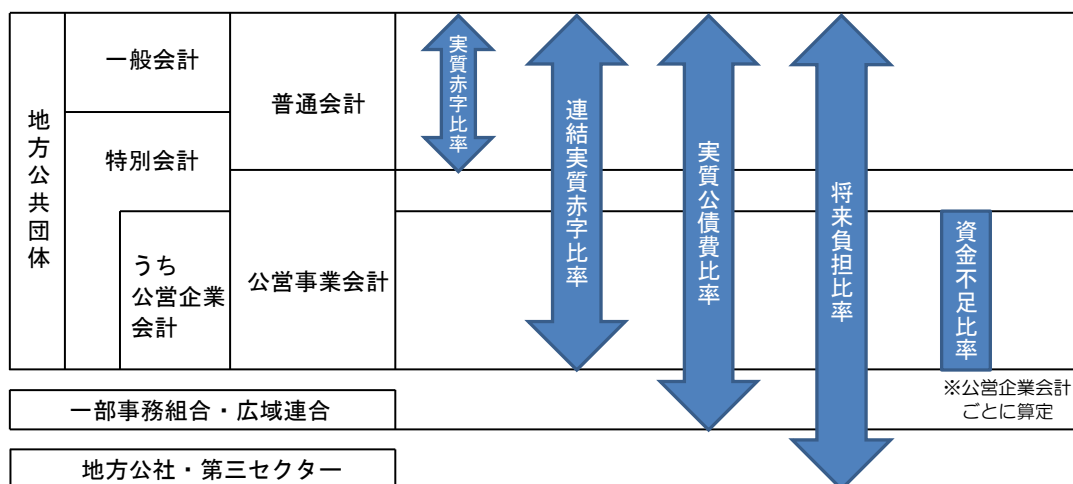 地方公共団体
一般会計
特別会計
うち
公営企業
会計
普通会計
公営事業会計
実質赤字比率
連結実質赤字比率
実質公債費比率
将来負担比率
資金不足比率
※公営企業会計
ごとに算定
一部事務組合・広域連合
地方公社・第三セクター